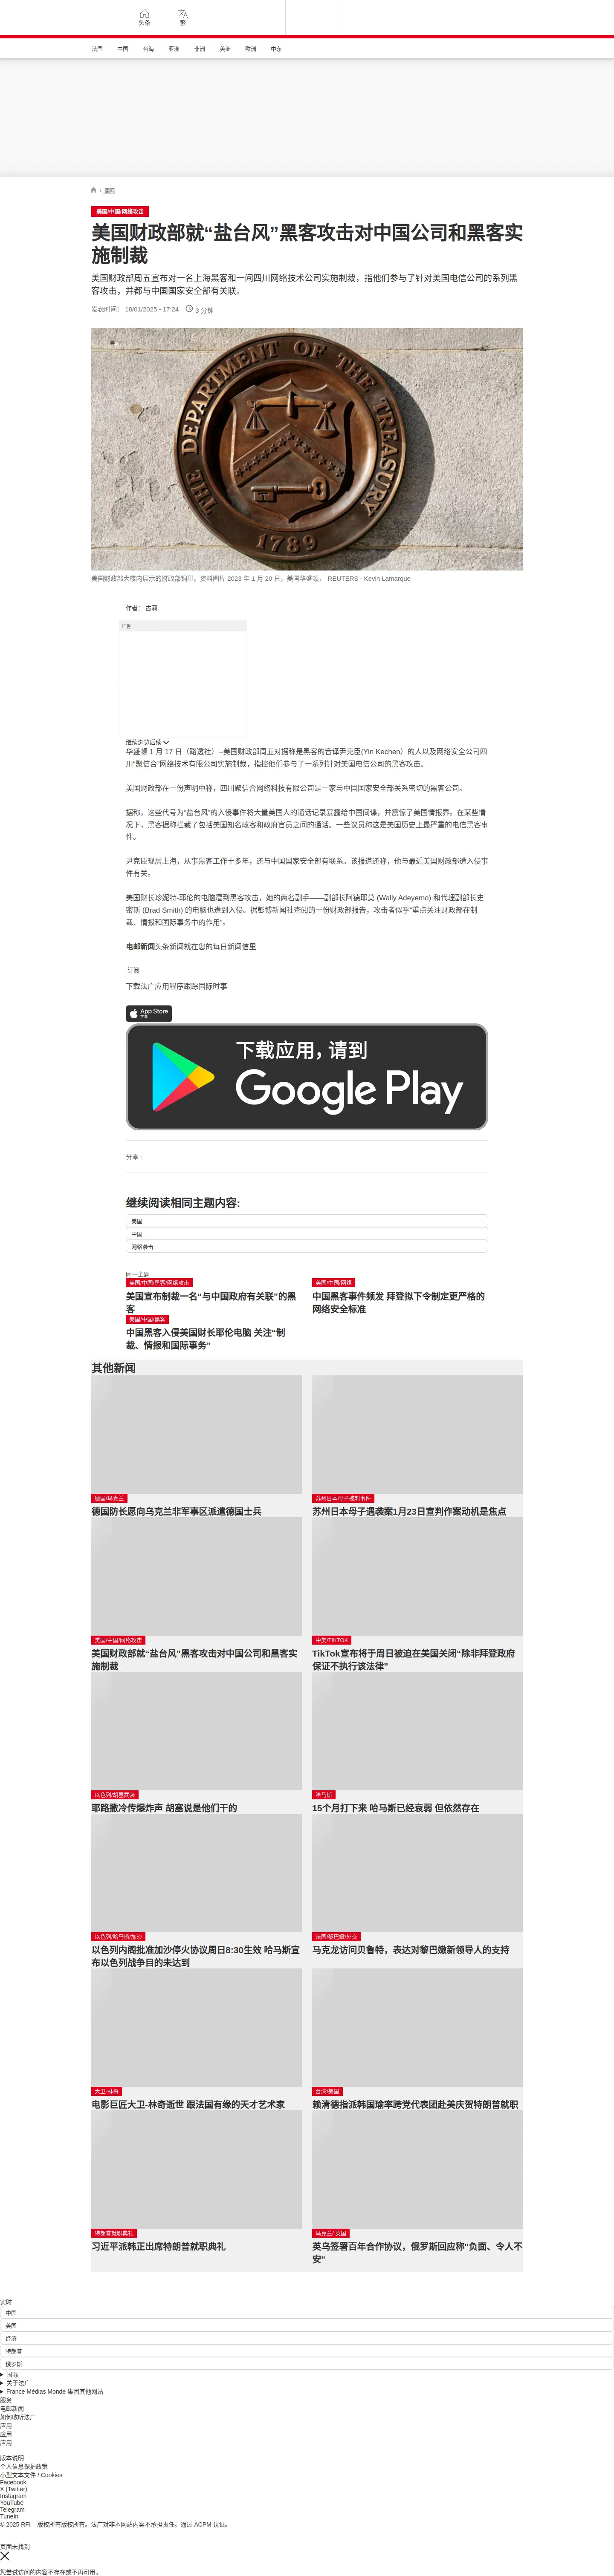 头条
繁
法国
中国
台海
亚洲
非洲
美洲
欧洲
中东
/ 国际
美国/中国/网络攻击
美国财政部就“盐台风”黑客攻击对中国公司和黑客实
施制裁
美国财政部周五宣布对一名上海黑客和一间四川网络技术公司实施制裁，指他们参与了针对美国电信公司的系列黑
客攻击，并都与中国国家安全部有关联。
发表时间： 18/01/2025 - 17:24
3 分钟
THE DEPARTMENT OF THE TREASURY
1789
美国财政部大楼内展示的财政部铜印。资料图片 2023 年 1 月 20 日，美国华盛顿， REUTERS - Kevin Lamarque
作者： 古莉
广告
继续浏览后续
华盛顿 1 月 17 日（路透社）--美国财政部周五对据称是黑客的音译尹克臣(Yin Kechen）的人以及网络安全公司四
川”聚信合“网络技术有限公司实施制裁，指控他们参与了一系列针对美国电信公司的黑客攻击。
美国财政部在一份声明中称，四川聚信合网络科技有限公司是一家与中国国家安全部关系密切的黑客公司。
据称，这些代号为“盐台风”的入侵事件将大量美国人的通话记录暴露给中国间谍，并震惊了美国情报界。在某些情
况下，黑客据称拦截了包括美国知名政客和政府官员之间的通话。一些议员称这是美国历史上最严重的电信黑客事
件。
尹克臣现居上海，从事黑客工作十多年，还与中国国家安全部有联系。该报道还称，他与最近美国财政部遭入侵事
件有关。
美国财长珍妮特-耶伦的电脑遭到黑客攻击，她的两名副手——副部长阿德耶莫 (Wally Adeyemo) 和代理副部长史
密斯 (Brad Smith) 的电脑也遭到入侵。据彭博新闻社查阅的一份财政部报告，攻击者似乎“重点关注财政部在制
裁、情报和国际事务中的作用”。
电邮新闻头条新闻就在您的每日新闻信里
订阅
下载法广应用程序跟踪国际时事
App Store
下载
下载应用，请到
Google Play
分享 :
继续阅读相同主题内容:
美国
中国
网络袭击
同一主题
美国/中国/黑客/网络攻击
美国宣布制裁一名“与中国政府有关联”的黑
客
美国/中国/网络
中国黑客事件频发 拜登拟下令制定更严格的
网络安全标准
美国/中国/黑客
中国黑客入侵美国财长耶伦电脑 关注“制
裁、情报和国际事务”
其他新闻
德国/乌克兰
德国防长愿向乌克兰非军事区派遣德国士兵
苏州日本母子被刺事件
苏州日本母子遇袭案1月23日宣判作案动机是焦点
美国/中国/网络攻击
美国财政部就“盐台风”黑客攻击对中国公司和黑客实
施制裁
中美/TIKTOK
TikTok宣布将于周日被迫在美国关闭“除非拜登政府
保证不执行该法律”
以色列/胡塞武装
耶路撒冷传爆炸声 胡塞说是他们干的
哈马斯
15个月打下来 哈马斯已经衰弱 但依然存在
以色列/哈马斯/加沙
以色列内阁批准加沙停火协议周日8:30生效 哈马斯宣
布以色列战争目的未达到
法国/黎巴嫩/外交
马克龙访问贝鲁特，表达对黎巴嫩新领导人的支持
大卫-林奇
电影巨匠大卫-林奇逝世 跟法国有缘的天才艺术家
台湾/美国
赖清德指派韩国瑜率跨党代表团赴美庆贺特朗普就职
特朗普就职典礼
习近平派韩正出席特朗普就职典礼
乌克兰/ 英国
英乌签署百年合作协议，俄罗斯回应称"负面、令人不
安"
实时
中国
美国
经济
特朗普
俄罗斯
国际
关于法广
France Médias Monde 集团其他网站
服务
电邮新闻
如何收听法广
应用
应用
应用
版本说明
个人信息保护政策
小型文本文件 / Cookies
Facebook
X (Twitter)
Instagram
YouTube
Telegram
TuneIn
© 2025 RFI – 版权所有版权所有。法广对非本网站内容不承担责任。通过 ACPM 认证。
页面未找到
您尝试访问的内容不存在或不再可用。